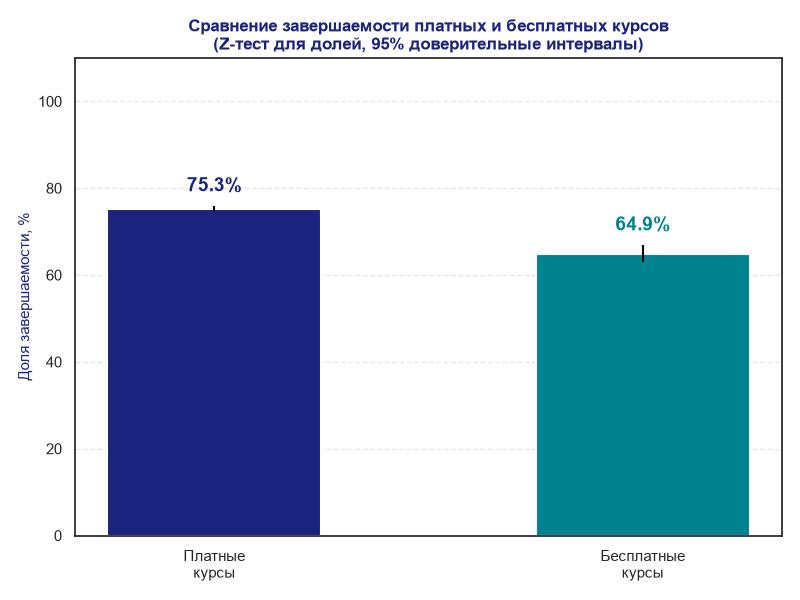 Сравнение завершаемости платных и бесплатных курсов
(Z-тест для долей, 95% доверительные интервалы)
Доля завершаемости, %
100
80
60
40
20
0
75.3%
64.9%
Платные
курсы
Бесплатные
курсы